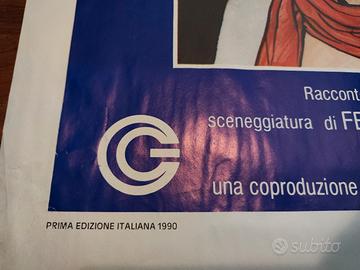 Raccont
sceneggiatura di FE
una coproduzione
PRIMA EDIZIONE ITALIANA 1990
subito